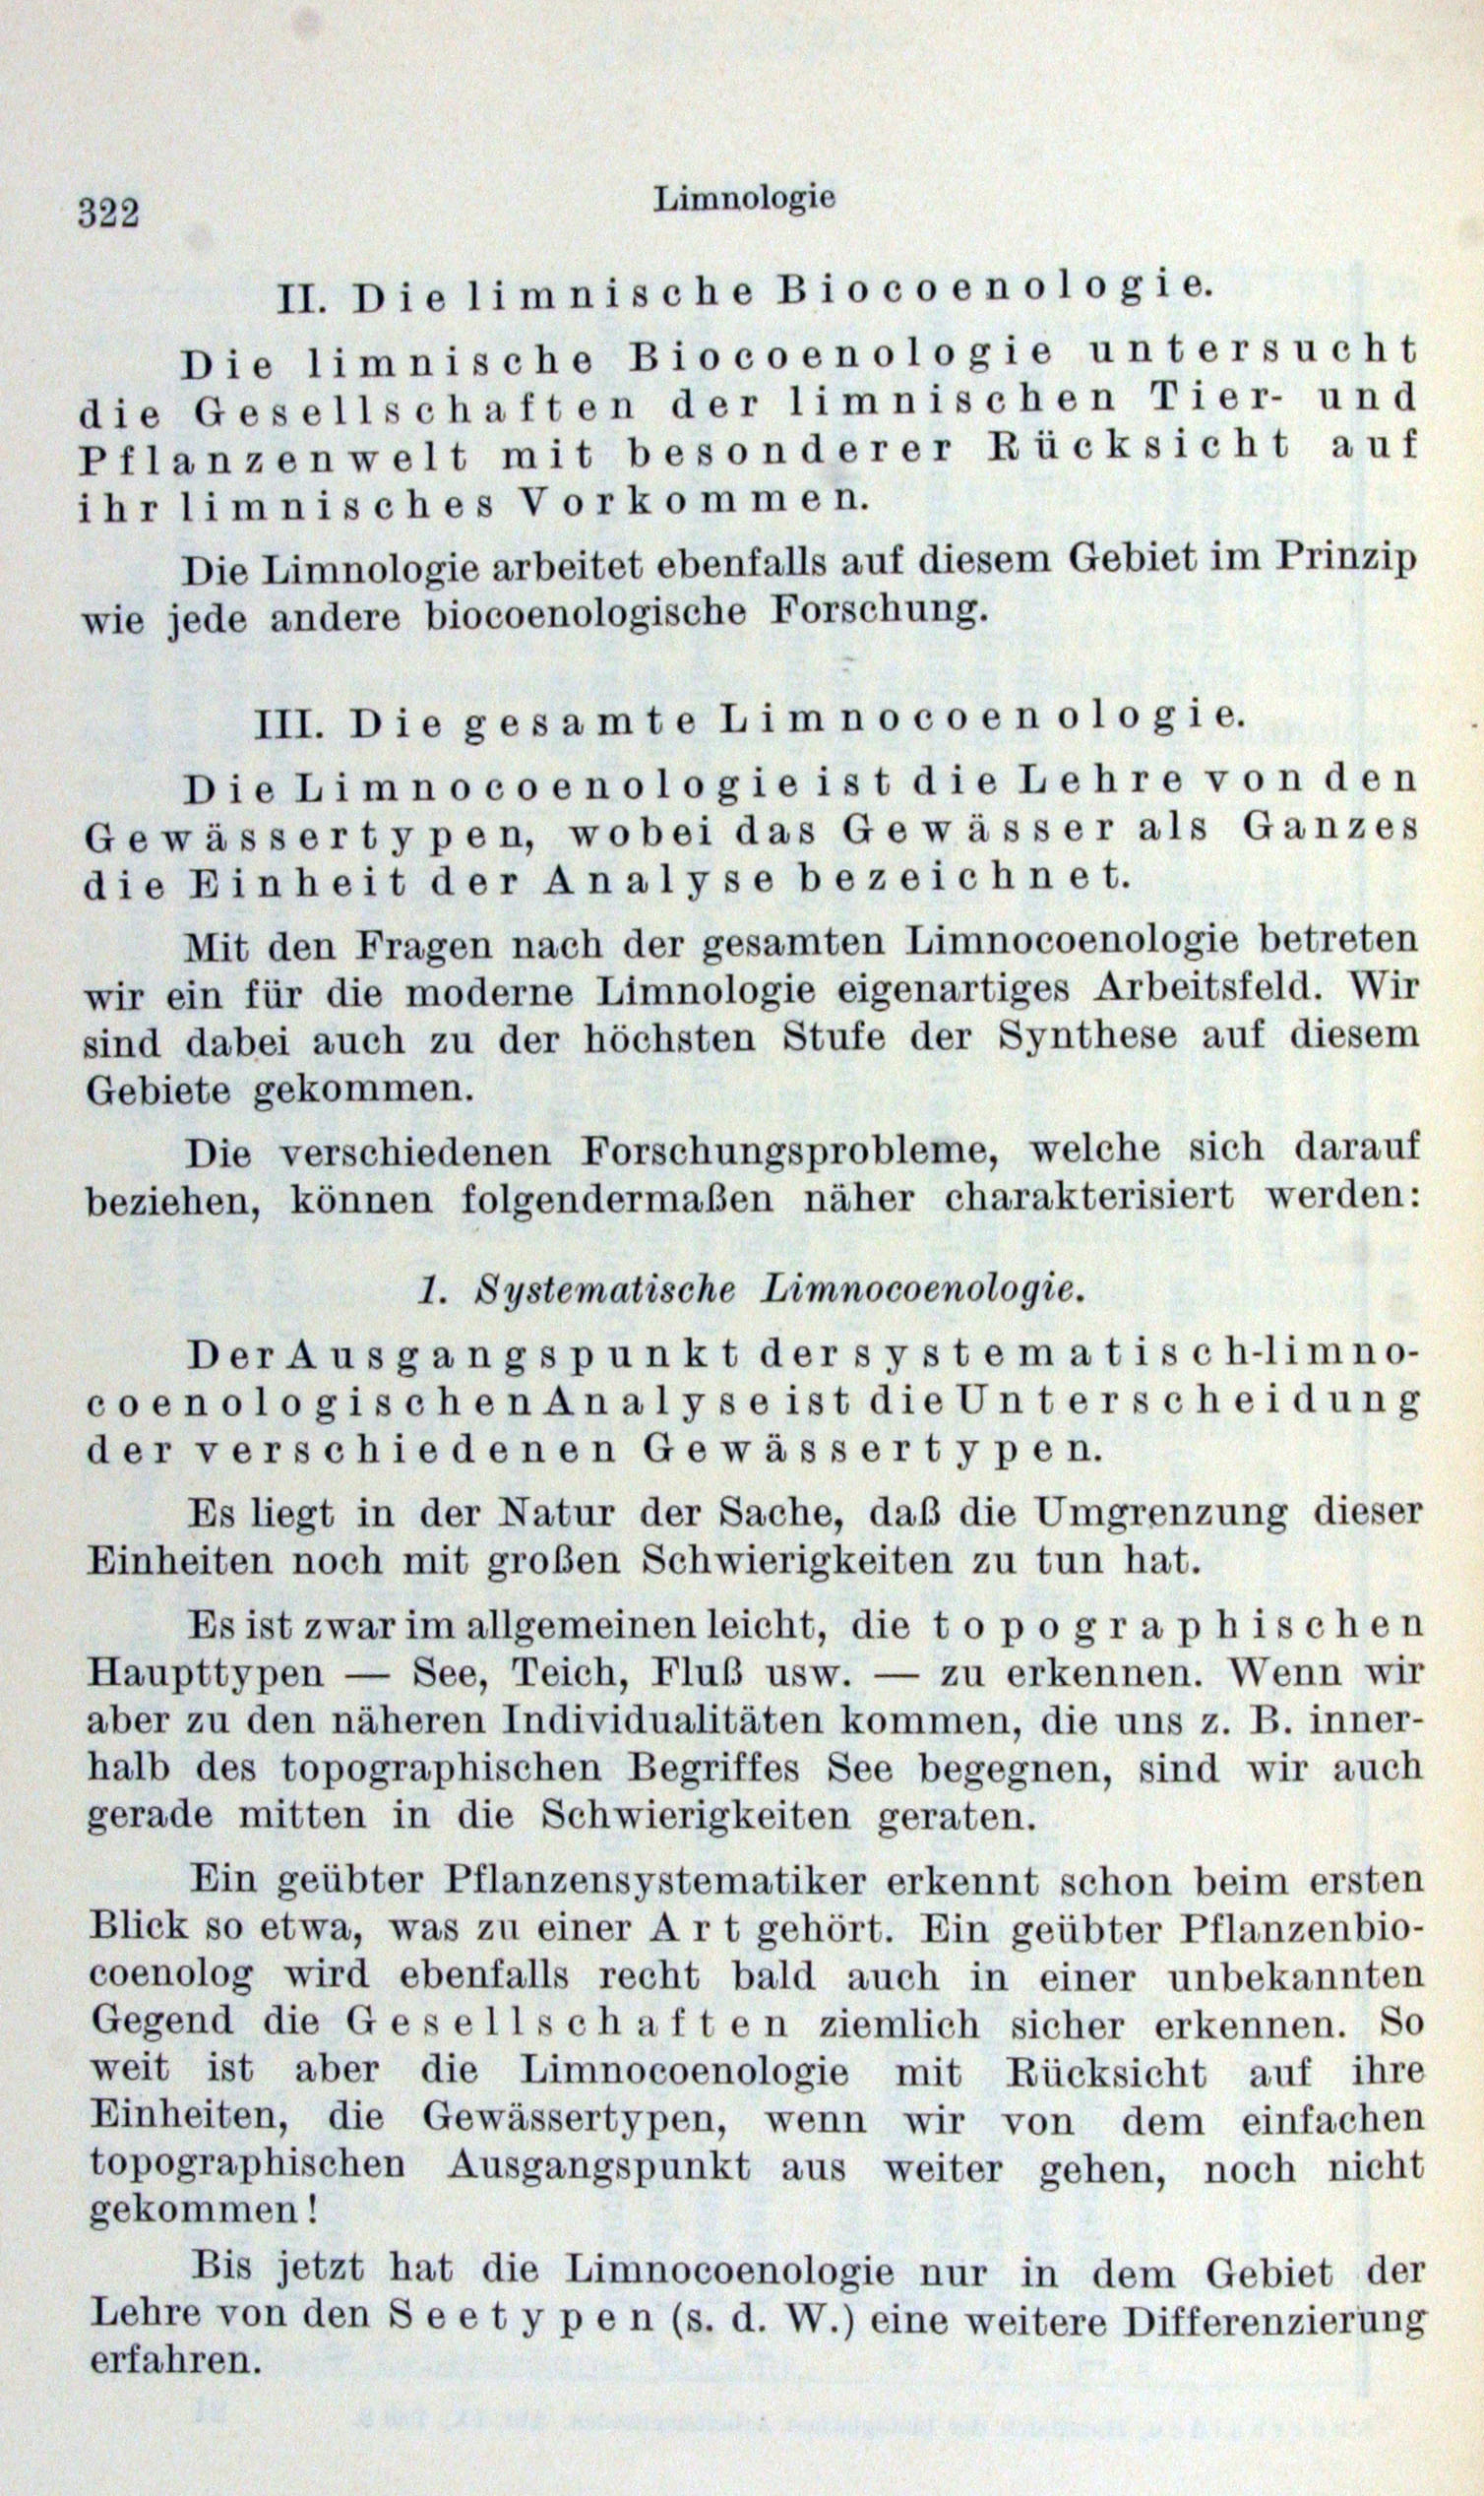 322
Limnologie
II. Die limnische Biocoenologie.
Die limnische Biocoenologie untersucht
die Gesellschaften der limnischen Tier- und
Pflanzenwelt mit besonderer Rücksicht auf
ihr limnisches Vorkommen.
Die Limnologie arbeitet ebenfalls auf diesem Gebiet im Prinzip
wie jede andere biocoenologische Forschung.
III. Die gesamte Limnocoenologie.
Die Limnocoenologie ist die Lehre von den
Gewässertypen, wobei das Gewässer als Ganzes
die Einheit der Analyse bezeichnet.
Mit den Fragen nach der gesamten Limnocoenologie betreten
wir ein für die moderne Limnologie eigenartiges Arbeitsfeld. Wir
sind dabei auch zu der höchsten Stufe der Synthese auf diesem
Gebiete gekommen.
Die verschiedenen Forschungsprobleme, welche sich darauf
beziehen, können folgendermaßen näher charakterisiert werden:
1. Systematische Limnocoenologie.
Der Ausgangspunkt der systematisch-limno-
coenologischen Analyse ist die Unterscheidung
der verschiedenen Gewässertypen.
Es liegt in der Natur der Sache, daß die Umgrenzung dieser
Einheiten noch mit großen Schwierigkeiten zu tun hat.
Es ist zwar im allgemeinen leicht, die topographischen
Haupttypen — See, Teich, Fluß usw. — zu erkennen. Wenn wir
aber zu den näheren Individualitäten kommen, die uns z. B. inner-
halb des topographischen Begriffes See begegnen, sind wir auch
gerade mitten in die Schwierigkeiten geraten.
Ein geübter Pflanzensystematiker erkennt schon beim ersten
Blick so etwa, was zu einer Art gehört. Ein geübter Pflanzenbio-
coenolog wird ebenfalls recht bald auch in einer unbekannten
Gegend die Gesellschaften ziemlich sicher erkennen. So
weit ist aber die Limnocoenologie mit Rücksicht auf ihre
Einheiten, die Gewässertypen, wenn wir von dem einfachen
topographischen Ausgangspunkt aus weiter gehen, noch nicht
gekommen!
Bis jetzt hat die Limnocoenologie nur in dem Gebiet der
Lehre von den Seetypen (s. d. W.) eine weitere Differenzierung
erfahren.